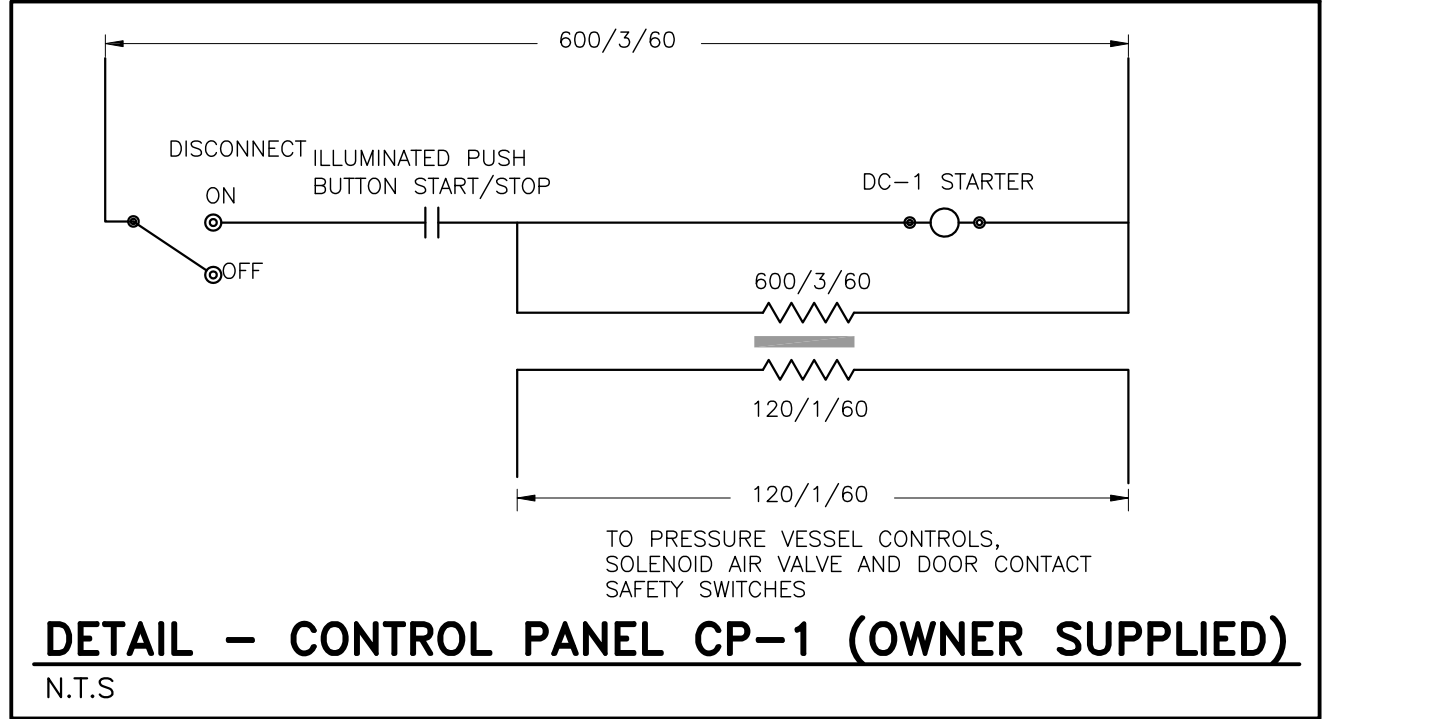 600/3/60
DISCONNECT
ILLUMINATED PUSH
BUTTON START/STOP
ON
OFF
DC-1 STARTER
600/3/60
120/1/60
120/1/60
TO PRESSURE VESSEL CONTROLS,
SOLENOID AIR VALVE AND DOOR CONTACT
SAFETY SWITCHES
DETAIL - CONTROL PANEL CP-1 (OWNER SUPPLIED)
N.T.S